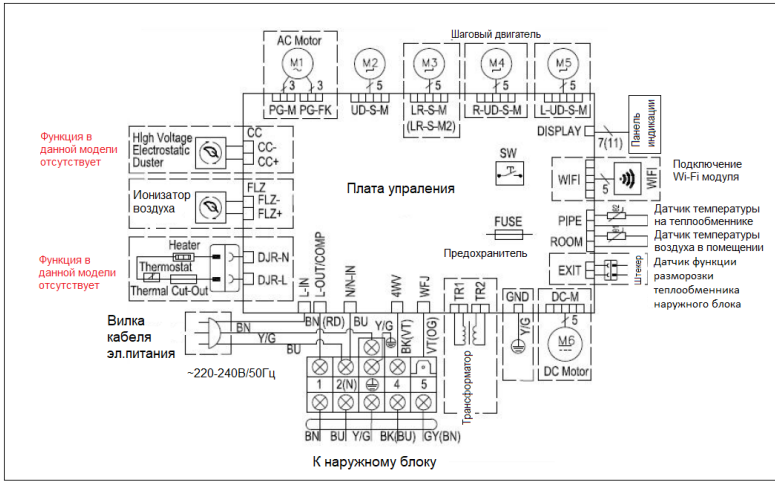 AC Motor
Шаговый двигатель
M1
M2
M3
M4
M5
3
3
5
5
5
5
PG-M PG-FK
UD-S-M
LR-S-M
(LR-S-M2)
R-UD-S-M
L-UD-S-M
Функция в
данной модели
отсутствует
HIgh Voltage
Electrostatic
Duster
CC
CC-
CC+
DISPLAY
7(11)
Панель
индикации
SW
Плата упраления
WIFI
5
WIFI
Подключение
Wi-Fi модуля
Ионизатор
воздуха
FLZ
FLZ-
FLZ+
FUSE
Предохранитель
PIPE
ROOM
Датчик температуры
на теплообменнике
Датчик температуры
воздуха в помещении
Функция в
данной модели
отсутствует
Heater
Thermostat
Thermal Cut-Out
DJR-N
DJR-L
EXIT
Штекер
Датчик функции
разморозки
теплообменника
наружного блока
L-IN
L-OUT/COMP
N/N-IN
4WV
WFJ
TR1
TR2
GND
DC-M
Вилка
кабеля
эл.питания
BN
Y/G
BU
BN
(RD)
BU
Y/G
BK(VT)
VT(OG)
Y/G
5
M6
DC Motor
Трансформатор
~220-240В/50Гц
1
2(N)
4
5
BN
BU
Y/G
BK(BU)
GY(BN)
К наружному блоку